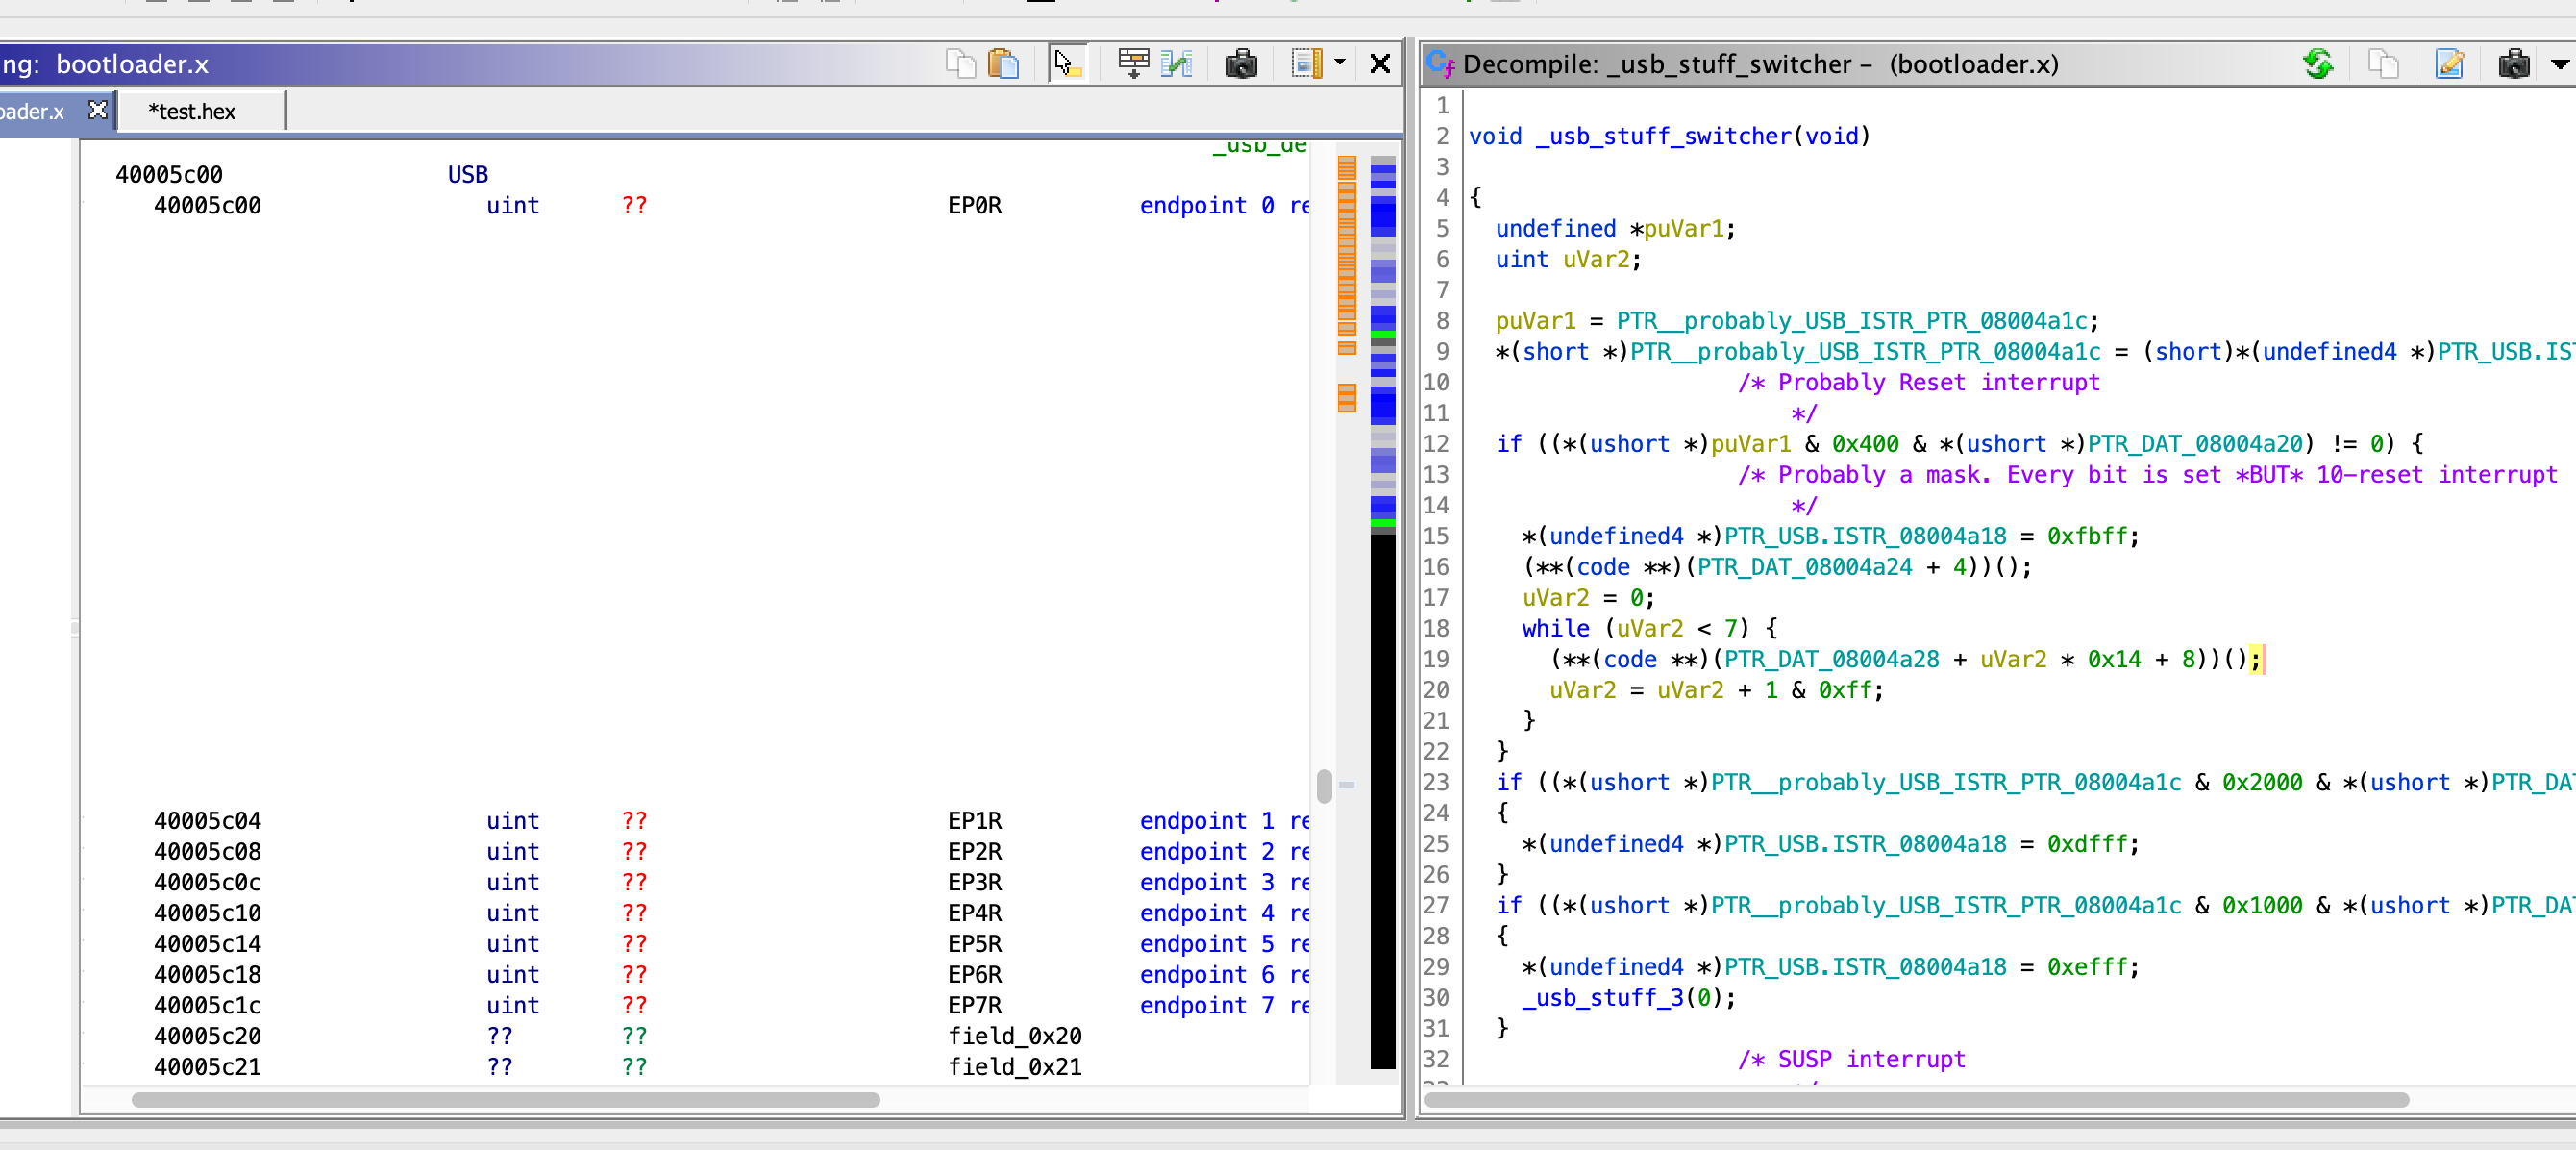 ng: bootloader.x
oader.x
*test.hex
_usb_de
40005c00 USB
40005c00 uint ?? EP0R endpoint 0 re
40005c04 uint ?? EP1R endpoint 1 re
40005c08 uint ?? EP2R endpoint 2 re
40005c0c uint ?? EP3R endpoint 3 re
40005c10 uint ?? EP4R endpoint 4 re
40005c14 uint ?? EP5R endpoint 5 re
40005c18 uint ?? EP6R endpoint 6 re
40005c1c uint ?? EP7R endpoint 7 re
40005c20 ?? ?? field_0x20
40005c21 ?? ?? field_0x21
Decompile: _usb_stuff_switcher – (bootloader.x)
1
2 void _usb_stuff_switcher(void)
3
4 {
5 undefined *puVar1;
6 uint uVar2;
7
8 puVar1 = PTR__probably_USB_ISTR_PTR_08004a1c;
9 *(short *)PTR__probably_USB_ISTR_PTR_08004a1c = (short)*(undefined4 *)PTR_USB.IS
10 /* Probably Reset interrupt
11 */
12 if ((*(ushort *)puVar1 & 0x400 & *(ushort *)PTR_DAT_08004a20) != 0) {
13 /* Probably a mask. Every bit is set *BUT* 10-reset interrupt
14 */
15 *(undefined4 *)PTR_USB.ISTR_08004a18 = 0xfbff;
16 (**(code **)(PTR_DAT_08004a24 + 4))();
17 uVar2 = 0;
18 while (uVar2 < 7) {
19 (**(code **)(PTR_DAT_08004a28 + uVar2 * 0x14 + 8))();
20 uVar2 = uVar2 + 1 & 0xff;
21 }
22 }
23 if ((*(ushort *)PTR__probably_USB_ISTR_PTR_08004a1c & 0x2000 & *(ushort *)PTR_DA
24 {
25 *(undefined4 *)PTR_USB.ISTR_08004a18 = 0xdfff;
26 }
27 if ((*(ushort *)PTR__probably_USB_ISTR_PTR_08004a1c & 0x1000 & *(ushort *)PTR_DA
28 {
29 *(undefined4 *)PTR_USB.ISTR_08004a18 = 0xefff;
30 _usb_stuff_3(0);
31 }
32 /* SUSP interrupt